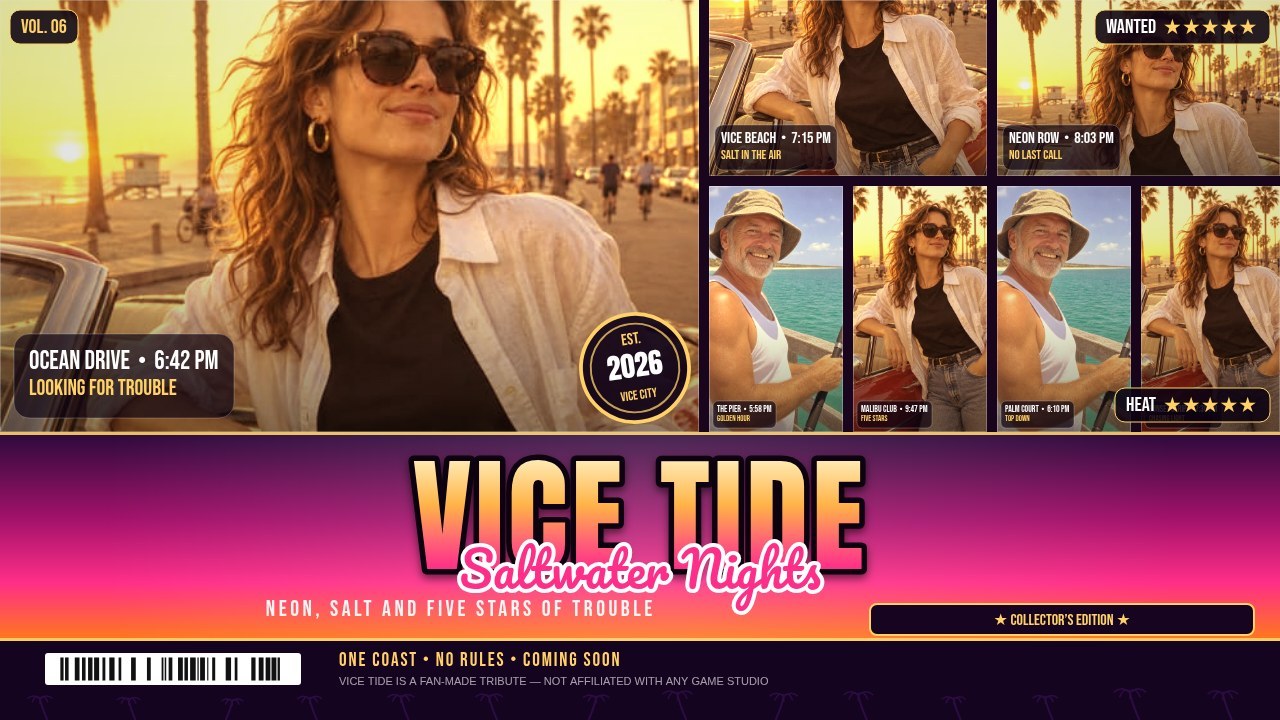 VOL. 06
WANTED ★★★★★
OCEAN DRIVE • 6:42 PM
LOOKING FOR TROUBLE
EST.
2026
VICE CITY
VICE BEACH • 7:15 PM
SALT IN THE AIR
NEON ROW • 8:03 PM
NO LAST CALL
THE PIER • 5:58 PM
GOLDEN HOUR
MALIBU CLUB • 9:47 PM
FIVE STARS
PALM COURT • 6:10 PM
TOP DOWN
HEAT ★★★★★
VICE TIDE
Saltwater Nights
NEON, SALT AND FIVE STARS OF TROUBLE
★ COLLECTOR'S EDITION ★
ONE COAST • NO RULES • COMING SOON
VICE TIDE IS A FAN-MADE TRIBUTE — NOT AFFILIATED WITH ANY GAME STUDIO